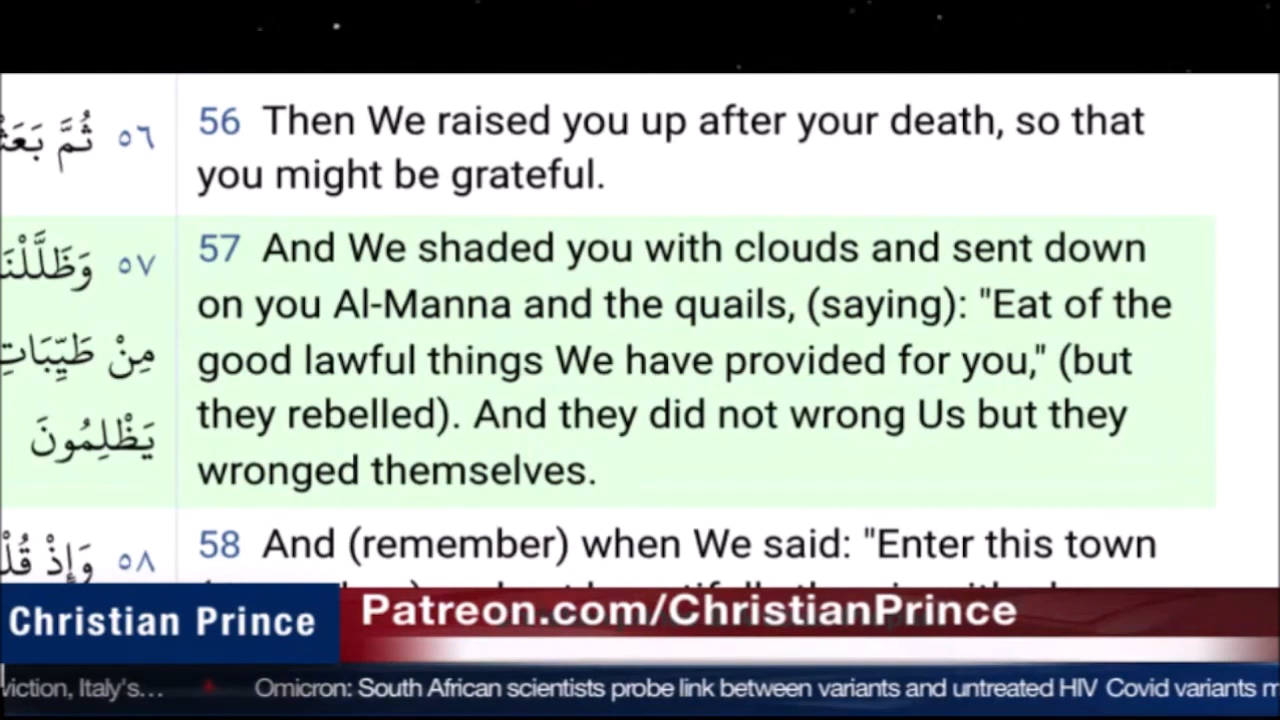 56 Then We raised you up after your death, so that
you might be grateful.
٥٦ ثُمَّ
57 And We shaded you with clouds and sent down
on you Al-Manna and the quails, (saying): "Eat of the
good lawful things We have provided for you," (but
they rebelled). And they did not wrong Us but they
wronged themselves.
٥٧
مِنْ
يَظْلِمُونَ
58 And (remember) when We said: "Enter this town
٥٨ وَإِذْ
Christian Prince
Patreon.com/ChristianPrince
Italy's... Omicron: South African scientists probe link between variants and untreated HIV Covid variants